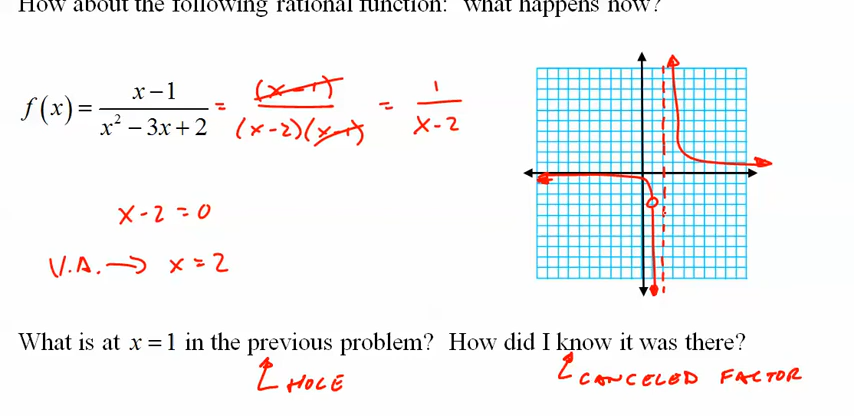 How about the following rational function: what happens now?
f(x) = x−1 / x² − 3x + 2 = (x−1) / (x−2)(x−1) = 1 / x−2
x−2 = 0
V.A. → x = 2
What is at x = 1 in the previous problem? How did I know it was there?
↑ HOLE ↑ CANCELED FACTOR